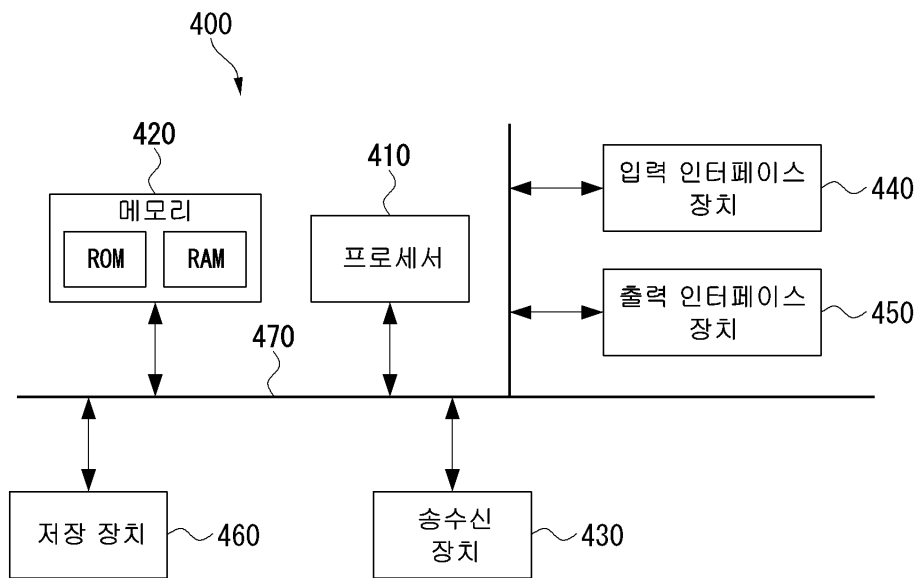 400
420
메모리
ROM
RAM
410
프로세서
입력 인터페이스
장치
440
출력 인터페이스
장치
450
470
저장 장치
460
송수신
장치
430